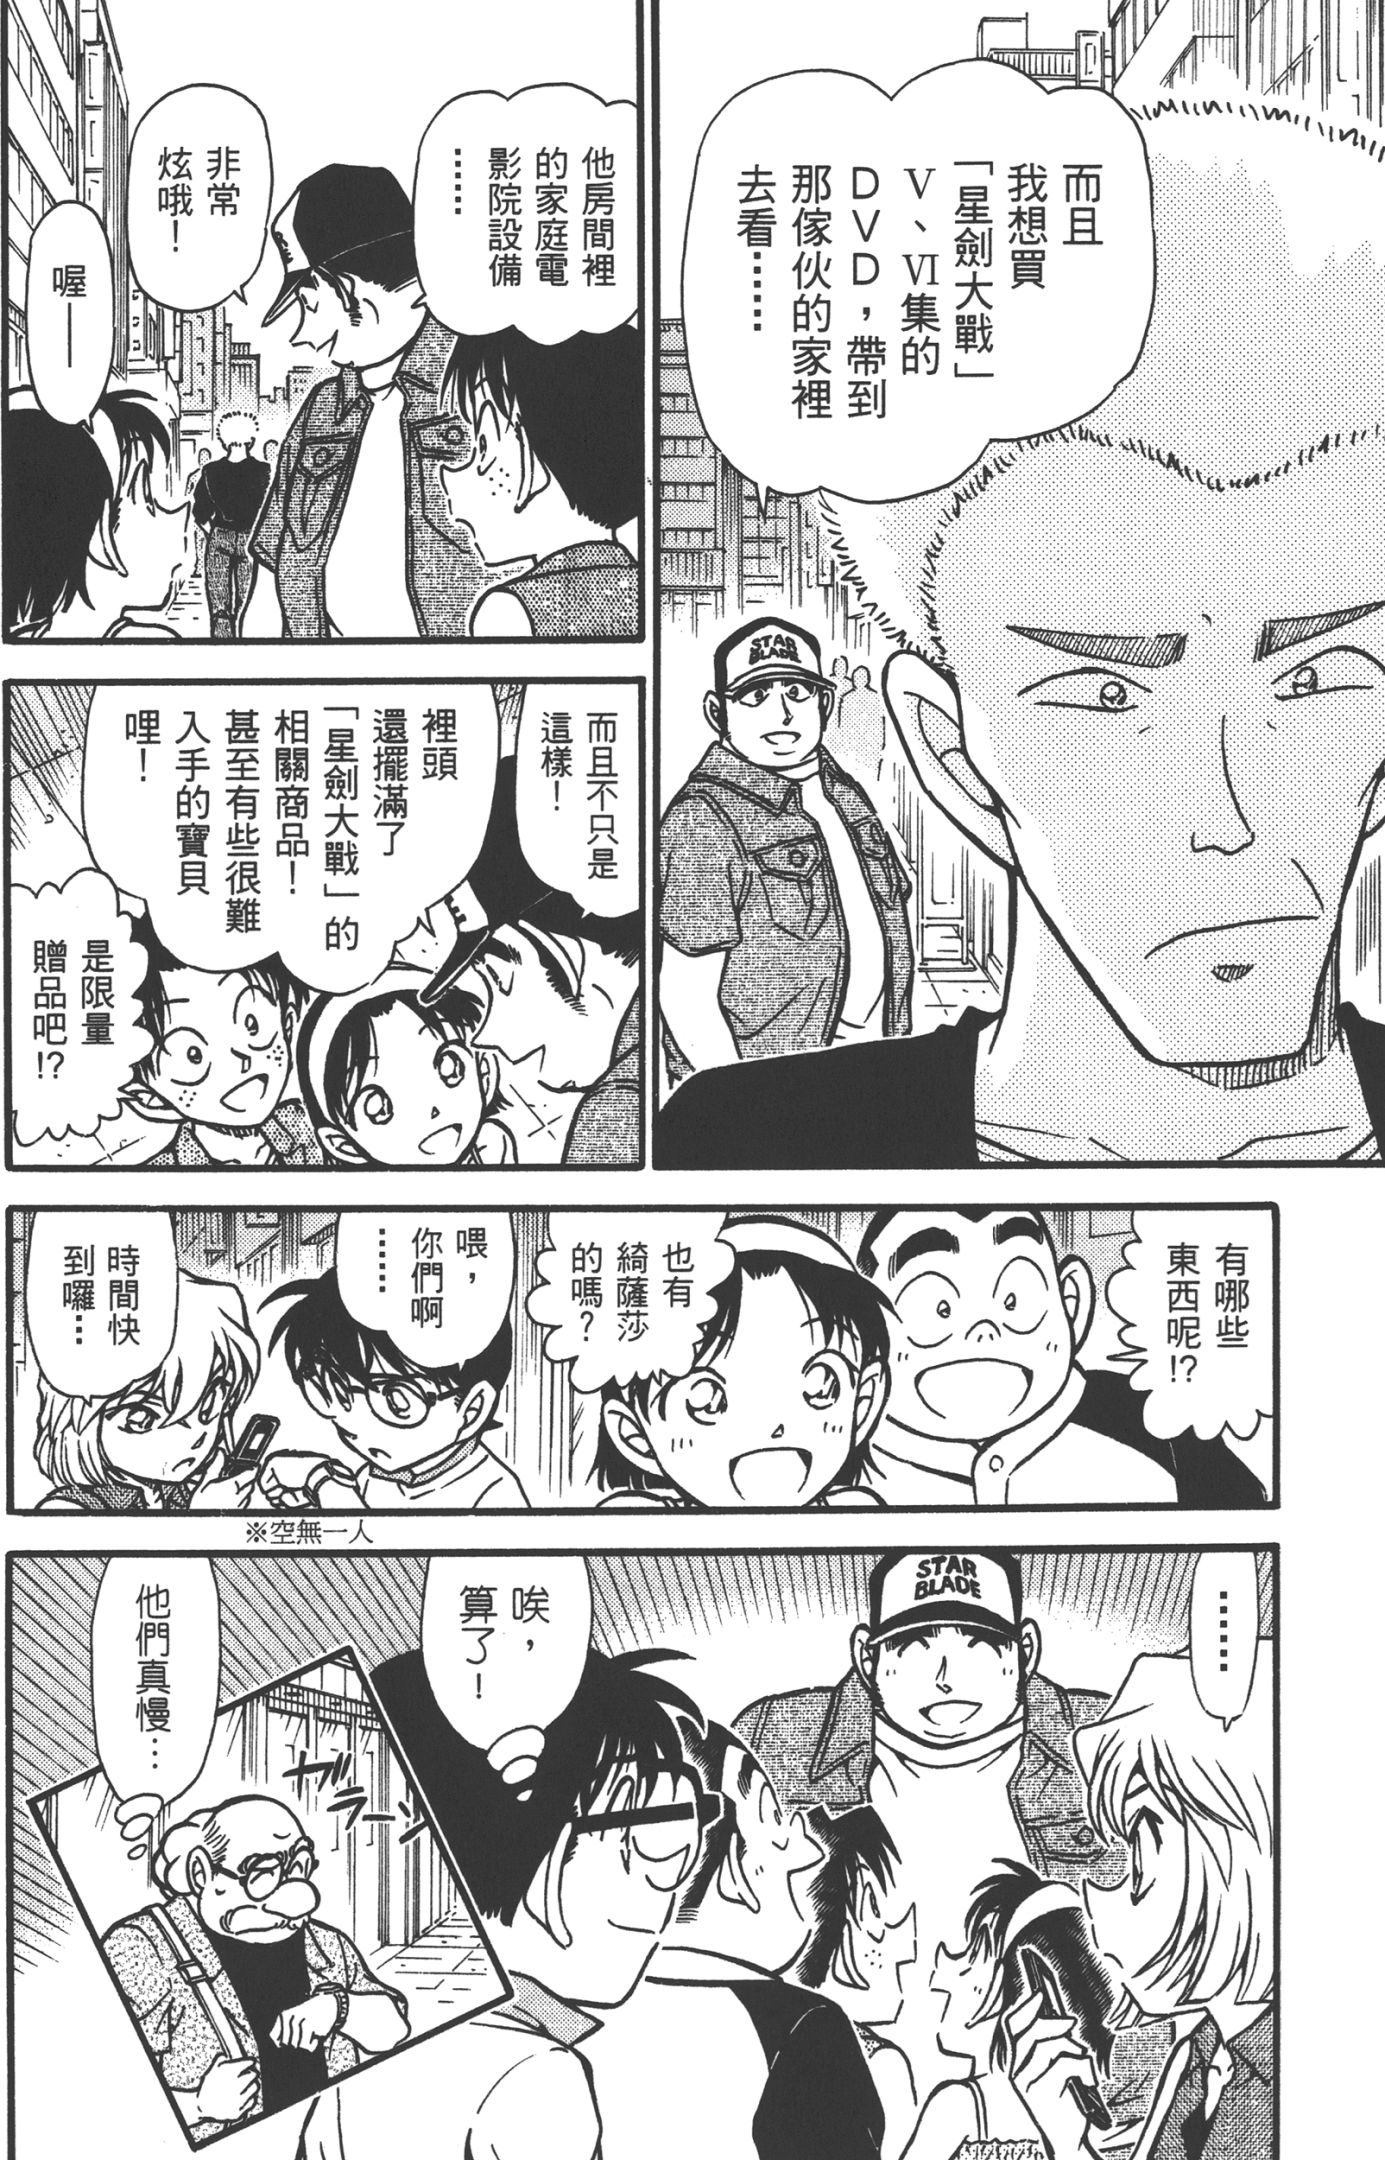 而且
我想買
「星劍大戰」
Ⅴ、Ⅵ集的
DVD，帶到
那傢伙的家裡
去看……
STAR
BLADE
他房間裡
的家庭電
影院設備
……
非常
炫哦！
喔——
而且不只是
這樣！
裡頭
還擺滿了
「星劍大戰」的
相關商品！
甚至有些很難
入手的寶貝
哩！
是限量
贈品吧!?
有哪些
東西呢!?
也有
綺薩莎
的嗎？
喂，
你們啊
……
時間快
到囉…
※空無一人
……
STAR
BLADE
唉，
算了！
他們真慢…
ガラーン